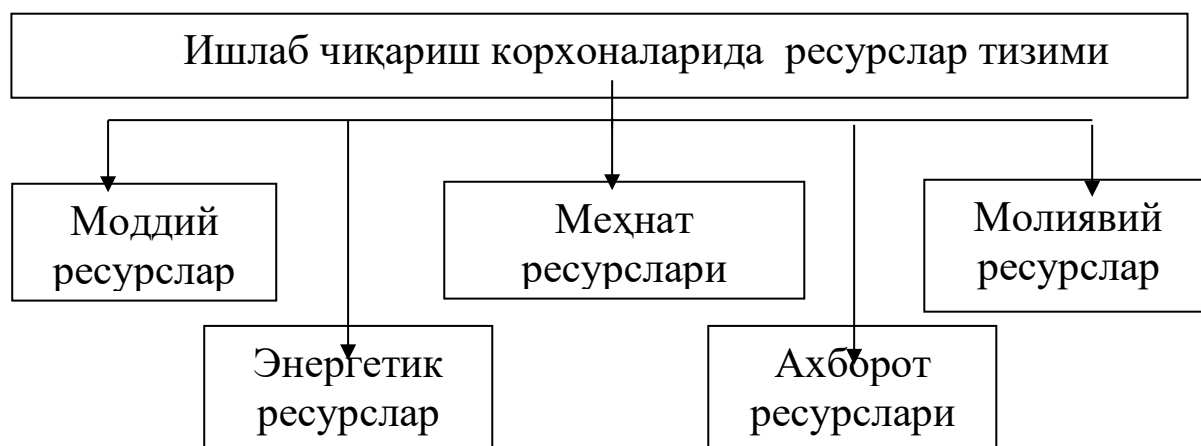 Ишлаб чиқариш корхоналарида ресурслар тизими
Моддий
ресурслар
Меҳнат
ресурслари
Молиявий
ресурслар
Энергетик
ресурслар
Ахборот
ресурслари